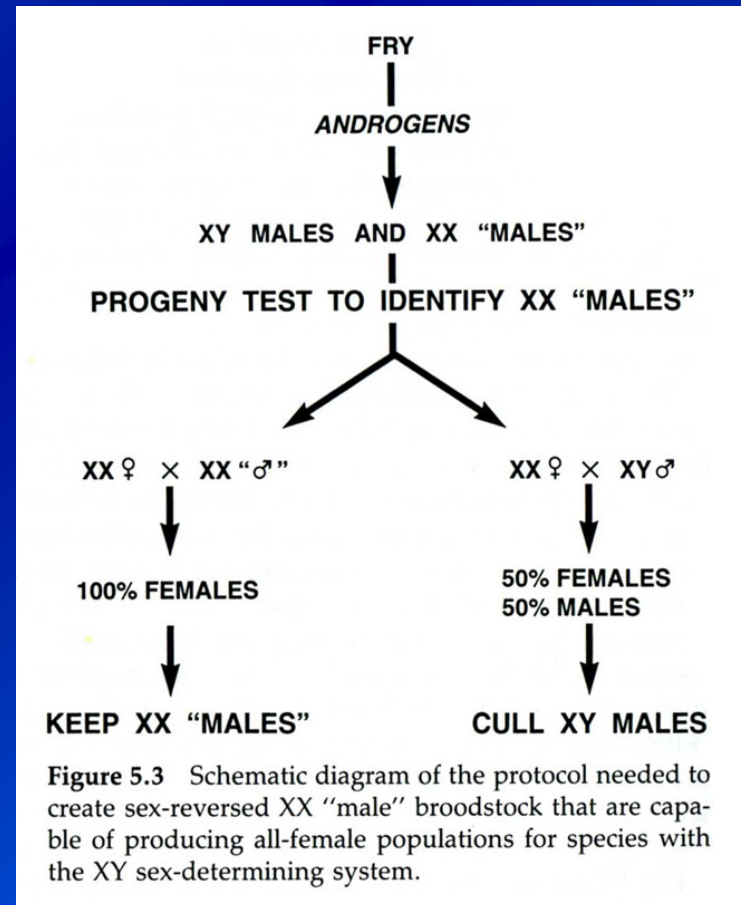 FRY
ANDROGENS
XY MALES AND XX “MALES”
PROGENY TEST TO IDENTIFY XX “MALES”
XX ♀ × XX “♂”
XX ♀ × XY ♂
100% FEMALES
50% FEMALES
50% MALES
KEEP XX “MALES”
CULL XY MALES
Figure 5.3 Schematic diagram of the protocol needed to
create sex-reversed XX “male” broodstock that are capa-
ble of producing all-female populations for species with
the XY sex-determining system.